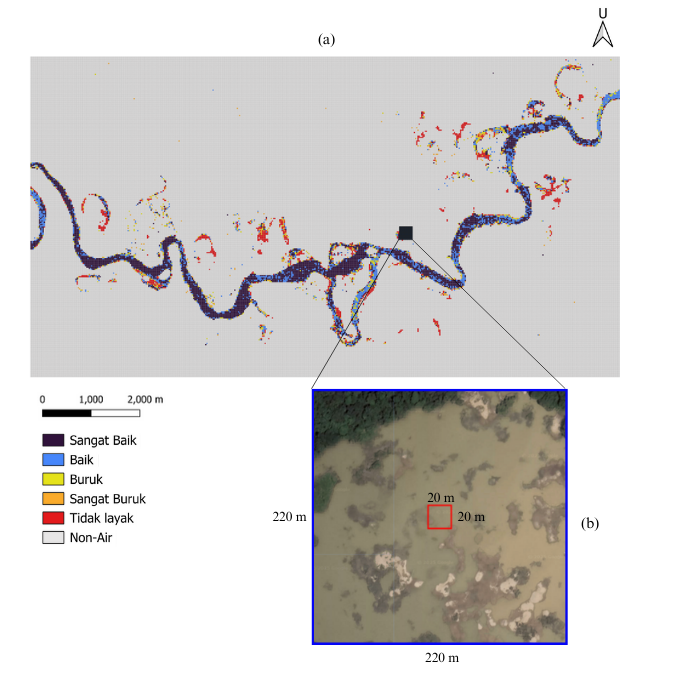 U
(a)
0 1,000 2,000 m
Sangat Baik
Baik
Buruk
Sangat Buruk
Tidak layak
Non-Air
20 m
20 m
220 m
(b)
220 m